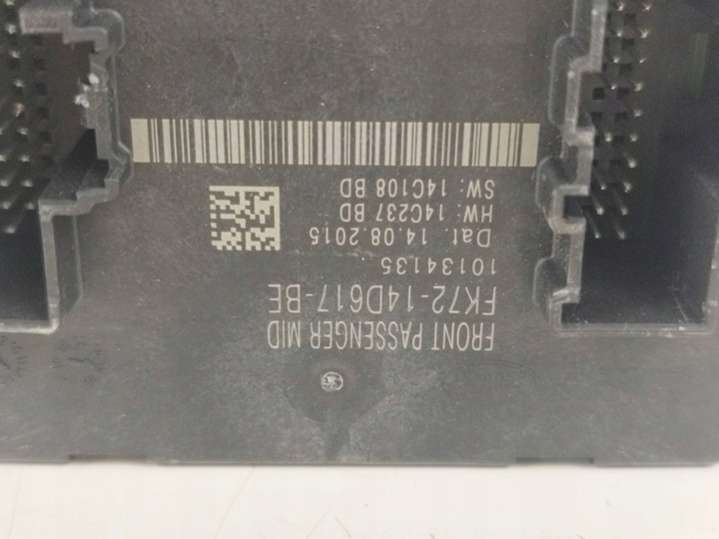 FRONT PASSENGER MID
FK72-14D617-BE
10134135
Dat. 14.08.2015
HW: 14C237 BD
SW: 14C108 BD